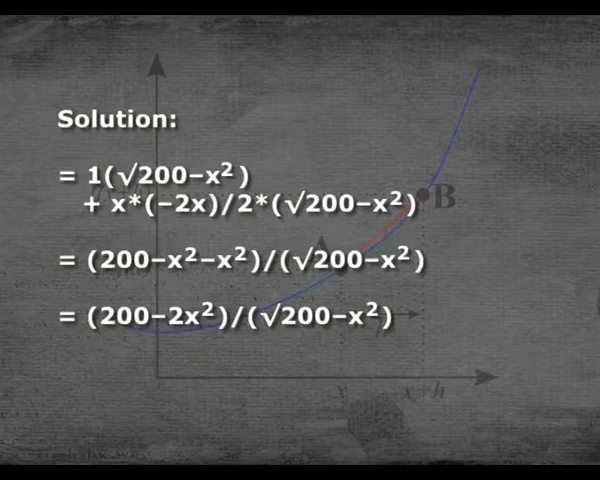 Solution:
= 1(√200–x²)
+ x*(–2x)/2*(√200–x²)
B
= (200–x²–x²)/(√200–x²)
= (200–2x²)/(√200–x²)
x x+h